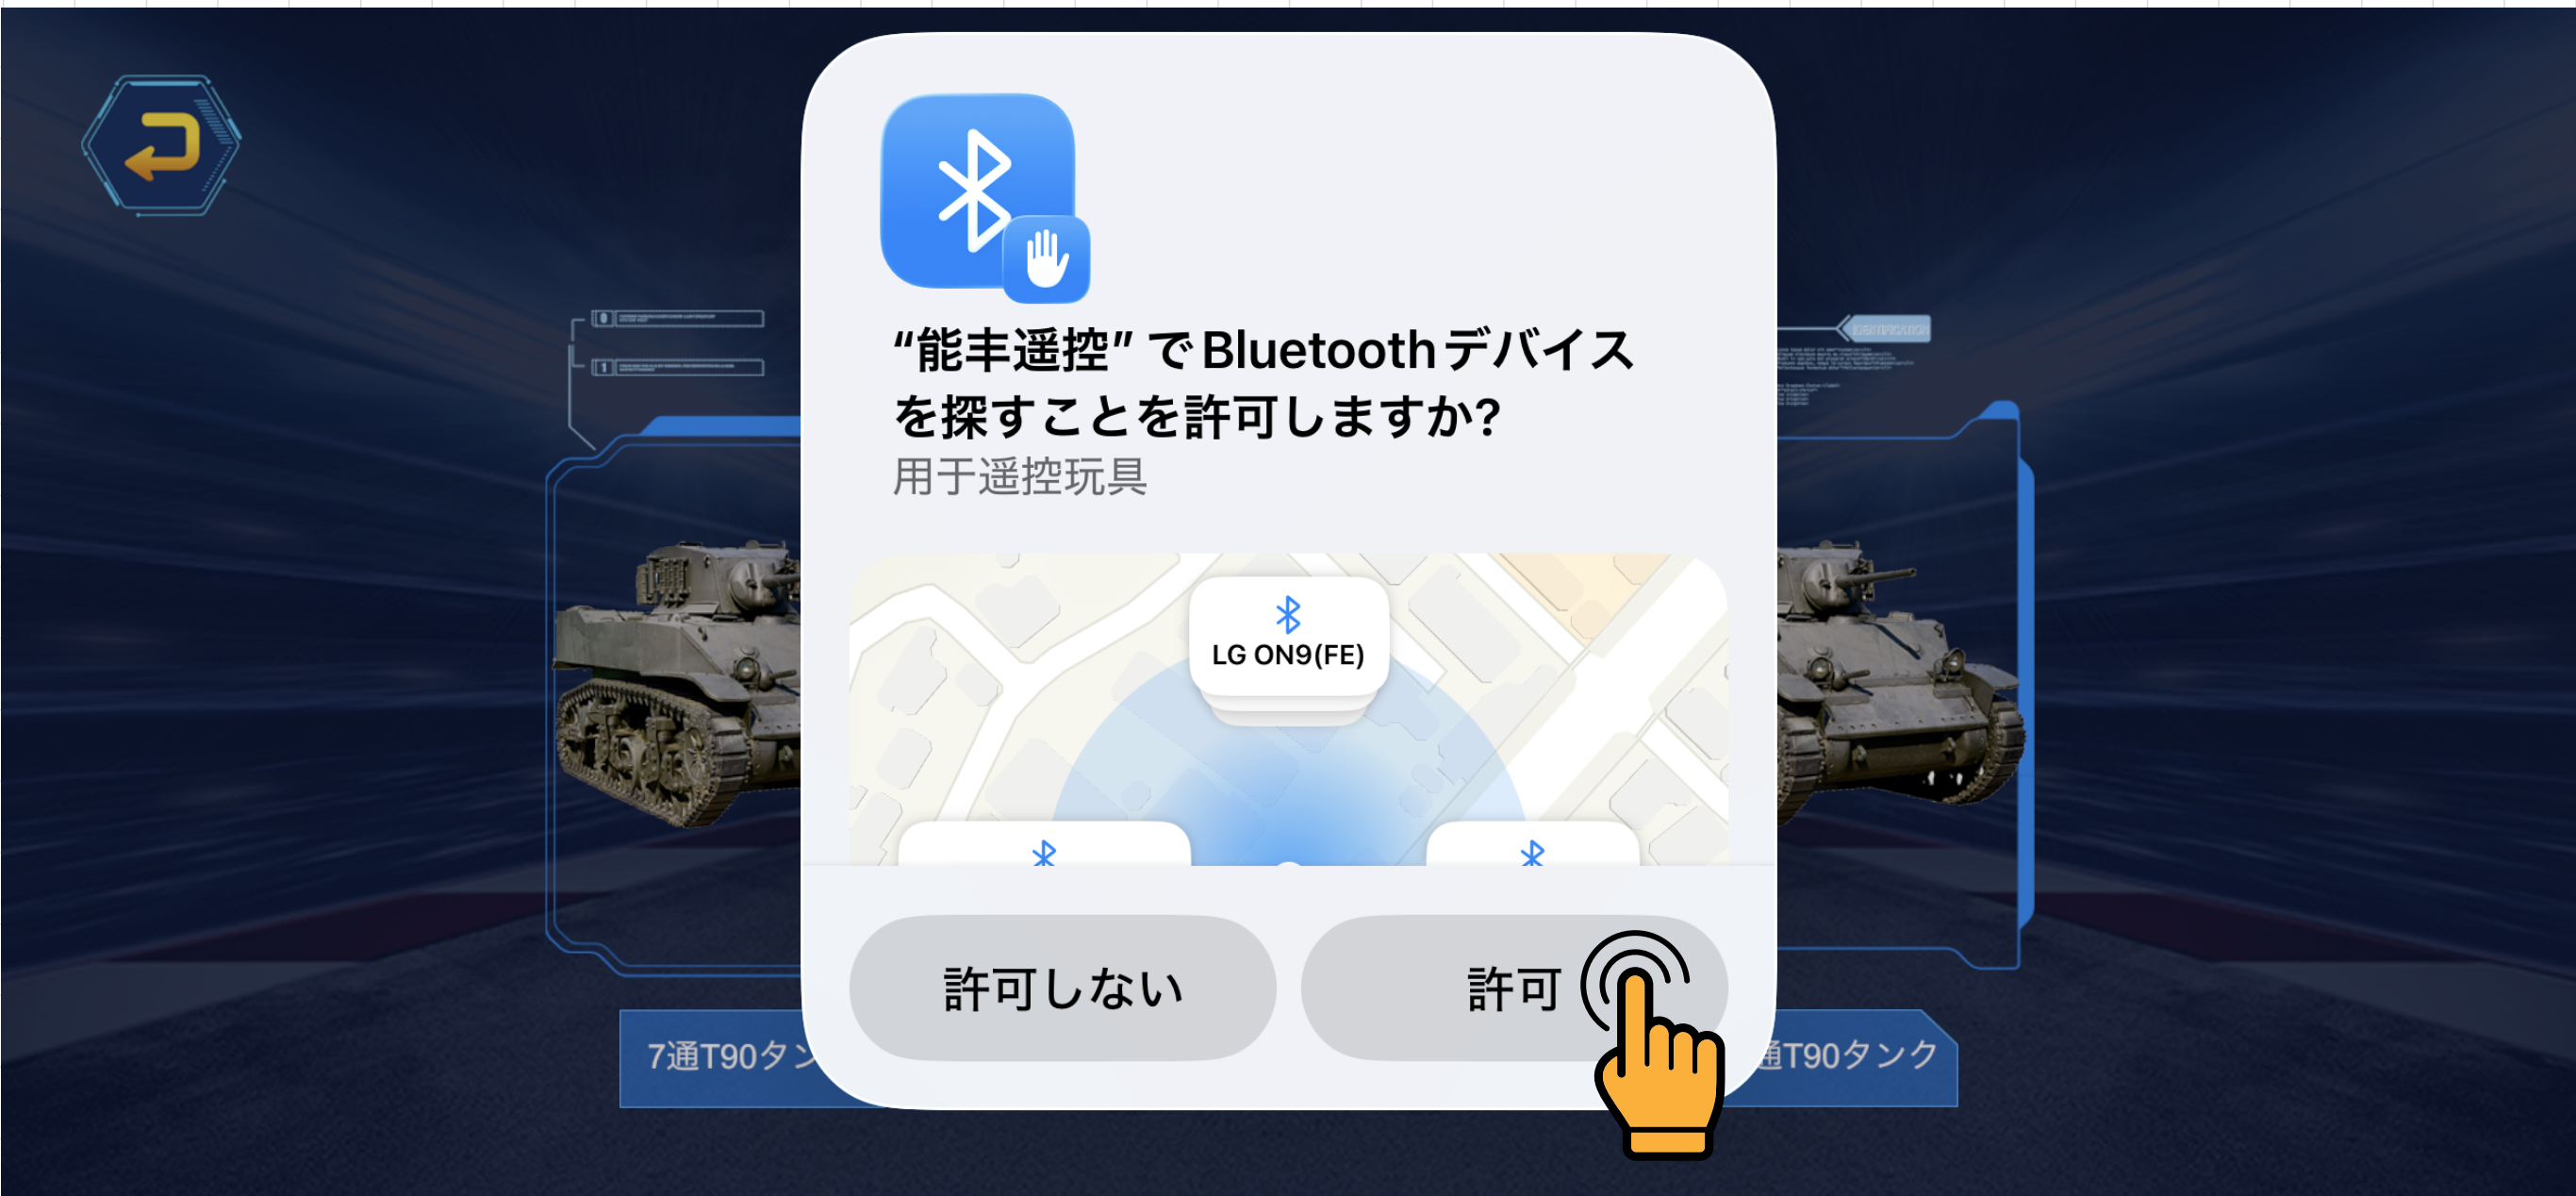 “能丰遥控” でBluetoothデバイス
を探すことを許可しますか?
用于遥控玩具
0
1
IDENTIFICATION
LG ON9(FE)
許可しない
許可
7通T90タン
通T90タンク